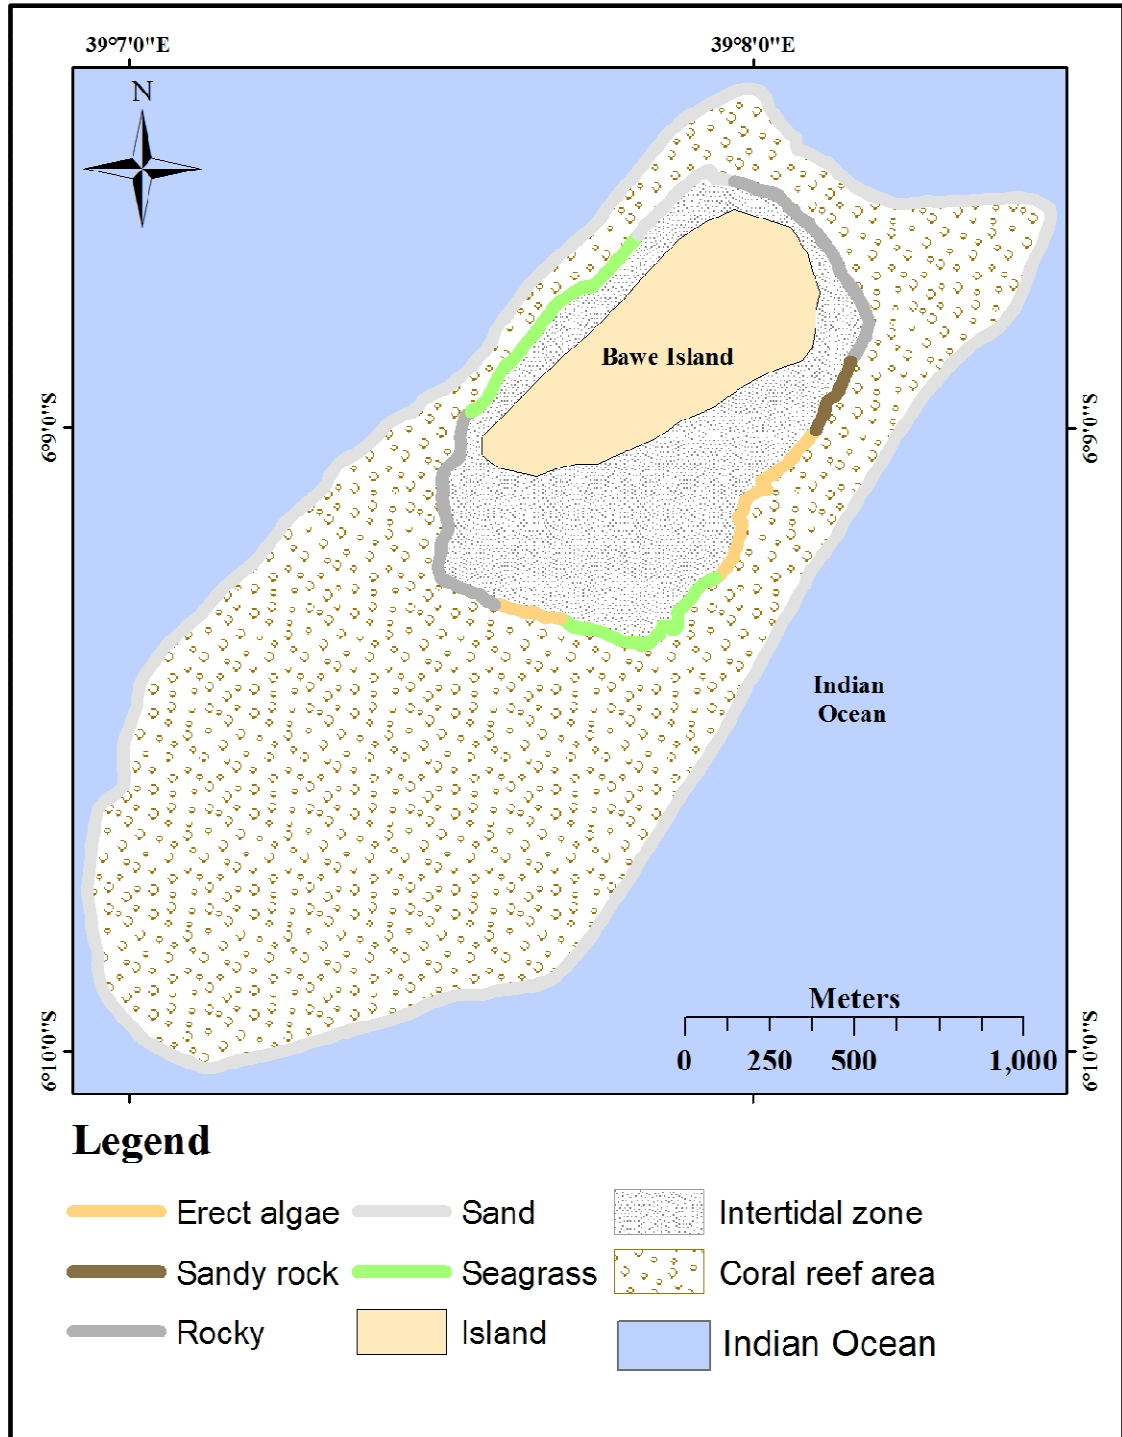 39°7'0"E 39°8'0"E
N
Bawe Island
6°9'0"S 6°9'0"S
Indian
Ocean
Meters
0 250 500 1,000
6°10'0"S 6°10'0"S
Legend
Erect algae Sand Intertidal zone
Sandy rock Seagrass Coral reef area
Rocky Island Indian Ocean